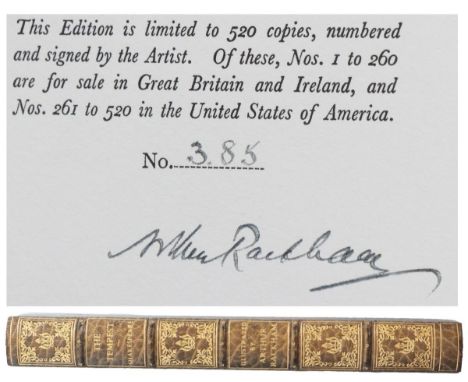 This Edition is limited to 520 copies, numbered
and signed by the Artist. Of these, Nos. 1 to 260
are for sale in Great Britain and Ireland, and
Nos. 261 to 520 in the United States of America.
No. 385
Arthur Rackham
THE
TEMPEST
SHAKESPEARE
ILLUSTRATED
BY
ARTHUR
RACKHAM